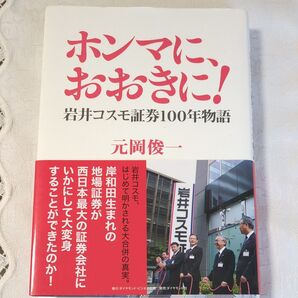 ホンマに、
おおきに!
岩井コスモ証券100年物語
元岡俊一
岩井コスモ、
はじめて明かされる大合併の真実。
岸和田生まれの
地場証券が
西日本最大の証券会社に
いかにして大変身
することができたのか!
岩井コスモ